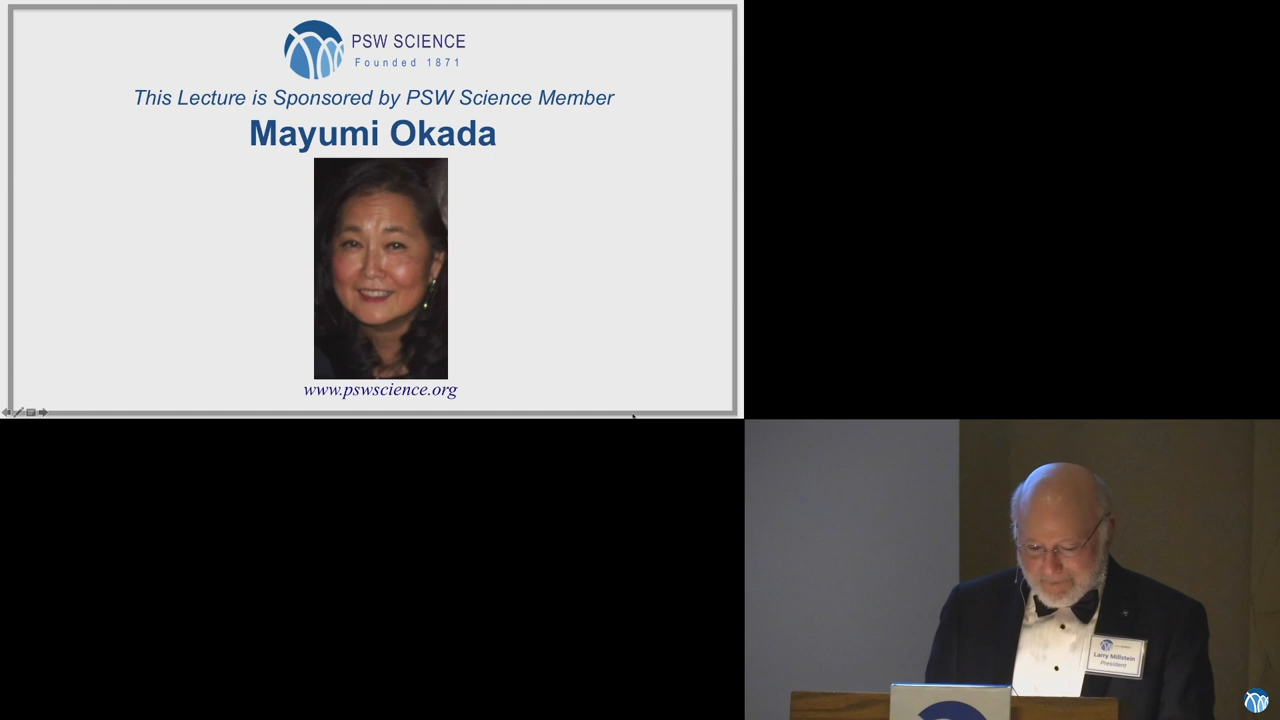 PSW SCIENCE
Founded 1871
This Lecture is Sponsored by PSW Science Member
Mayumi Okada
www.pswscience.org
Larry Millstein
President